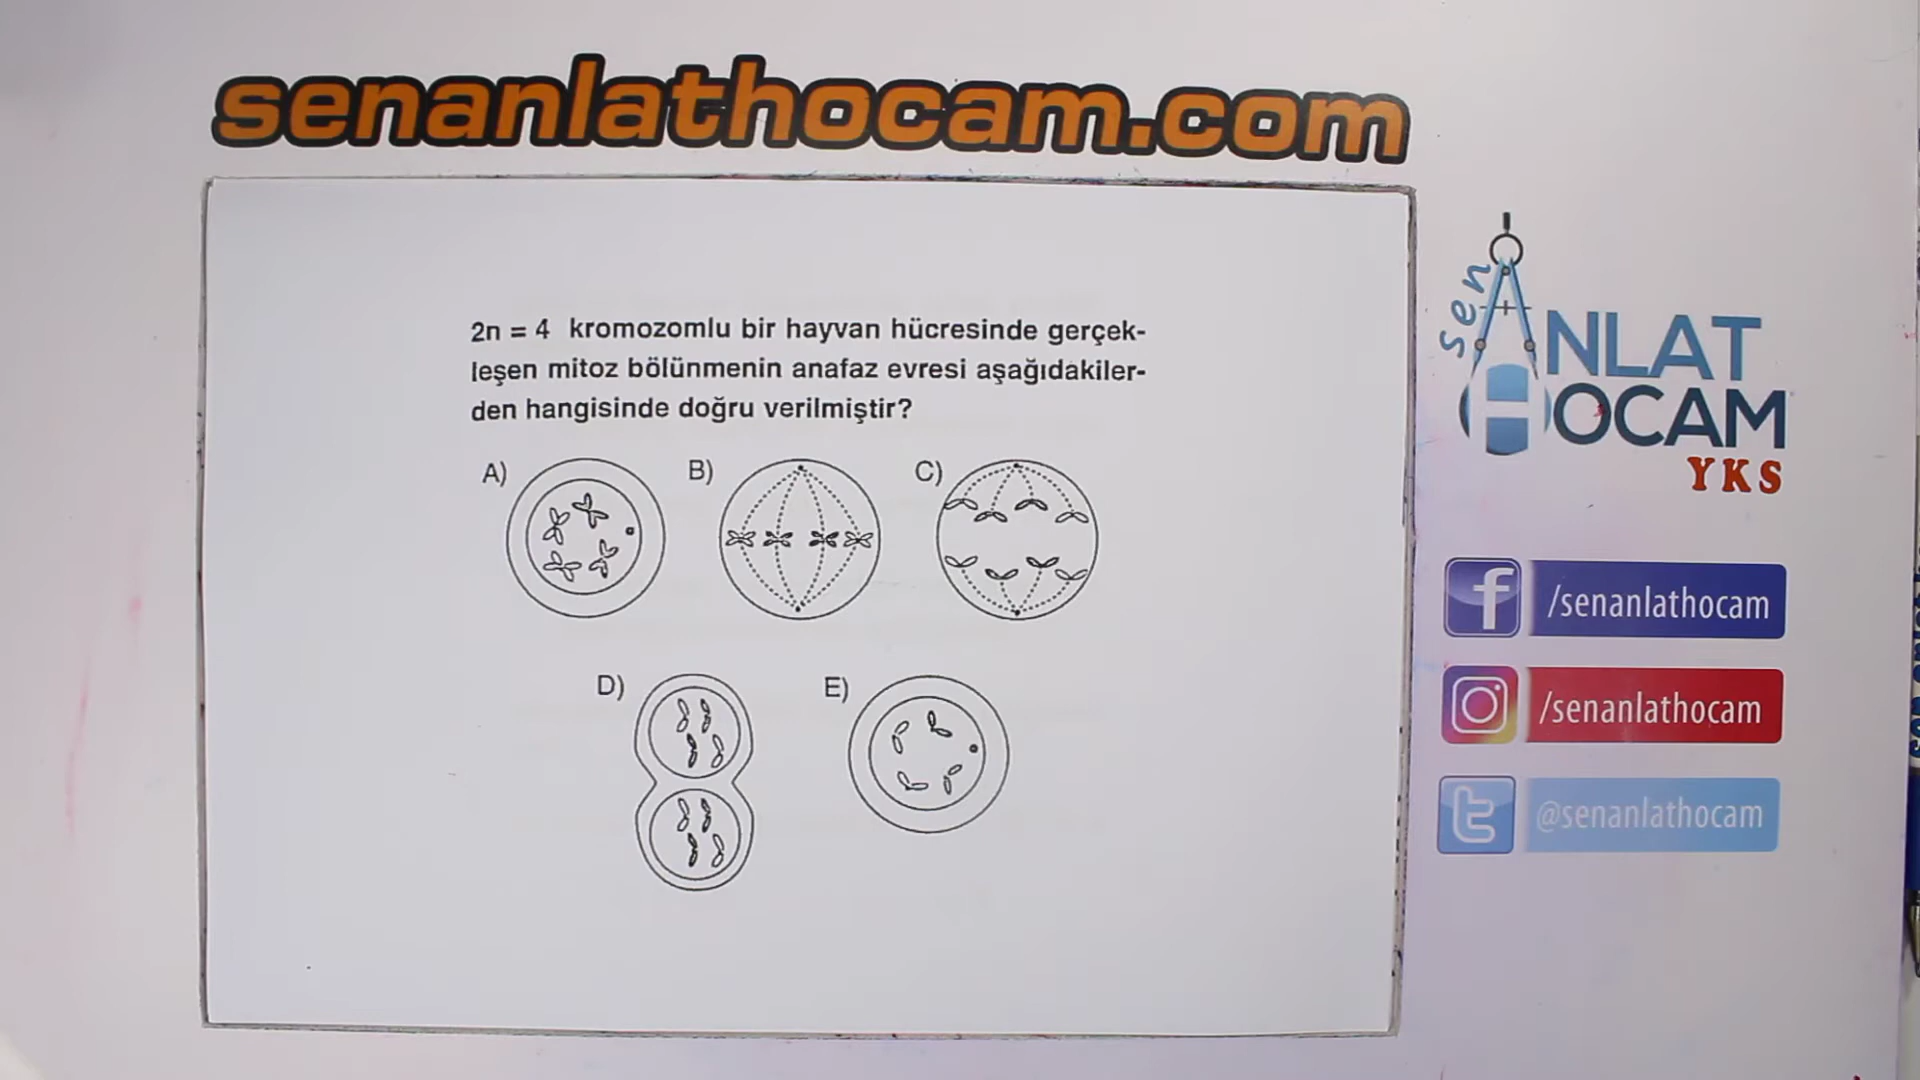 senanlathocam.com
2n = 4 kromozomlu bir hayvan hücresinde gerçek-
leşen mitoz bölünmenin anafaz evresi aşağıdakiler-
den hangisinde doğru verilmiştir?
A)
B)
C)
D)
E)
sen
ANLAT
HOCAM
YKS
/senanlathocam
/senanlathocam
@senanlathocam